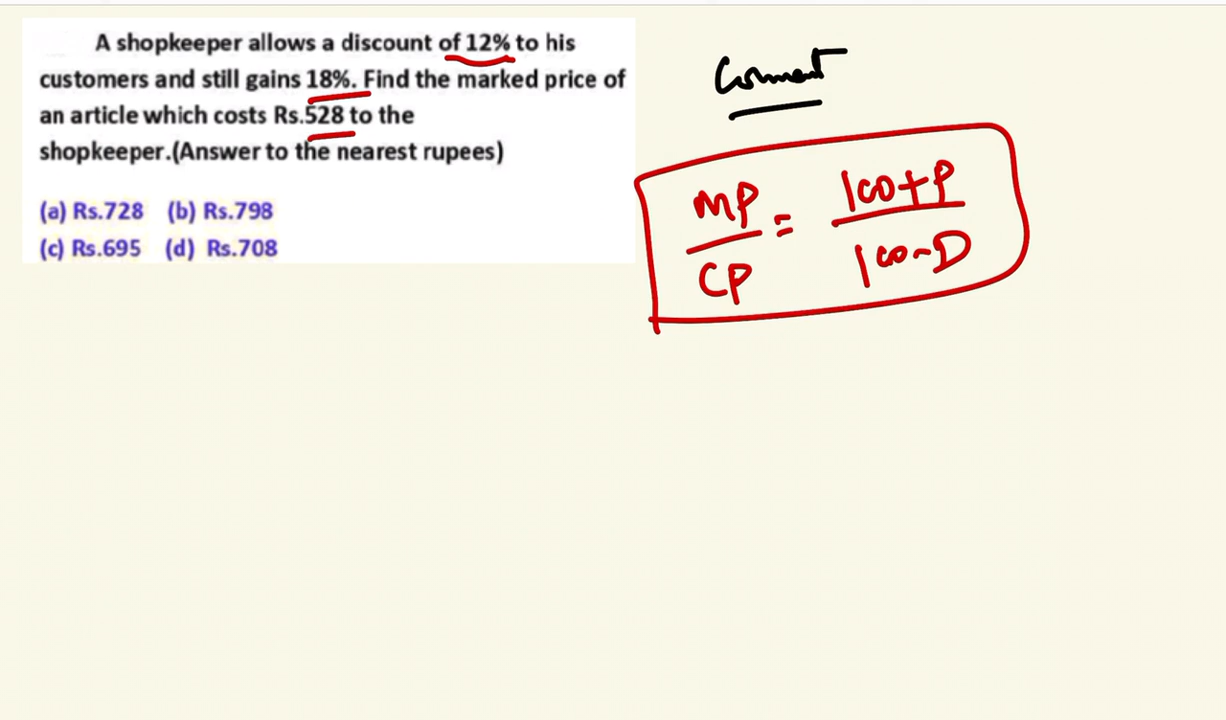 A shopkeeper allows a discount of 12% to his
customers and still gains 18%. Find the marked price of
an article which costs Rs.528 to the
shopkeeper.(Answer to the nearest rupees)
(a) Rs.728 (b) Rs.798
(c) Rs.695 (d) Rs.708
Comment
MP/CP = 100+P/100-D